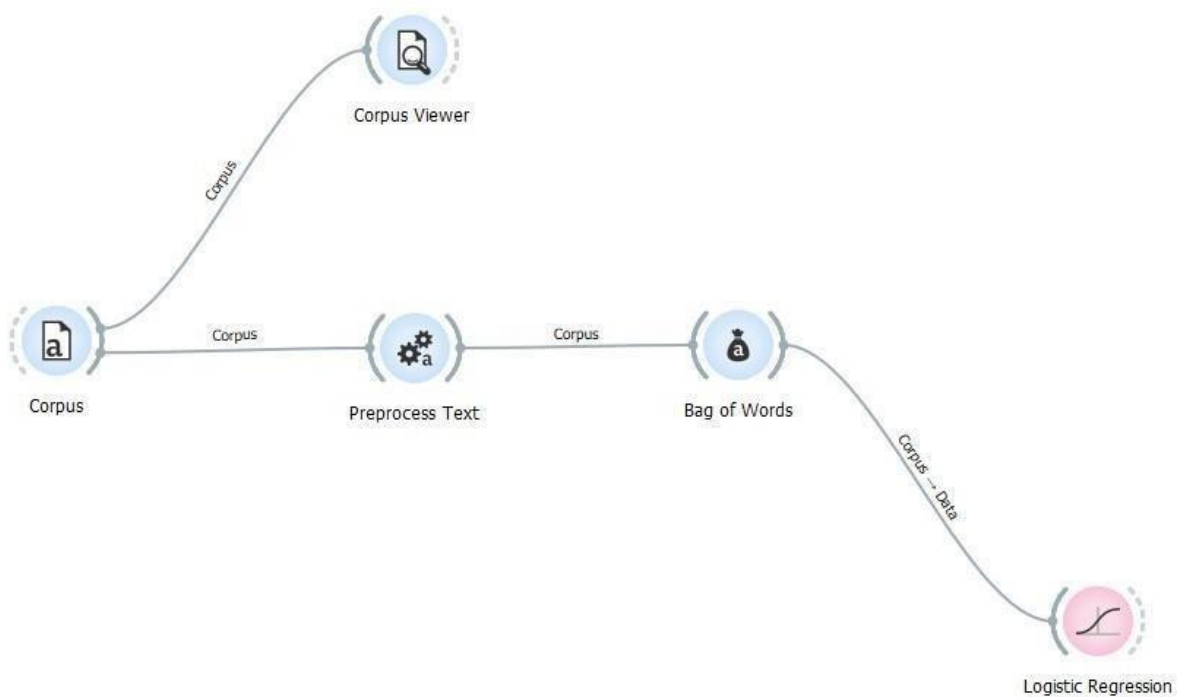 Corpus Viewer
Corpus
a
Corpus
a
Corpus
a
Corpus
Preprocess Text
Bag of Words
Corpus → Data
Logistic Regression